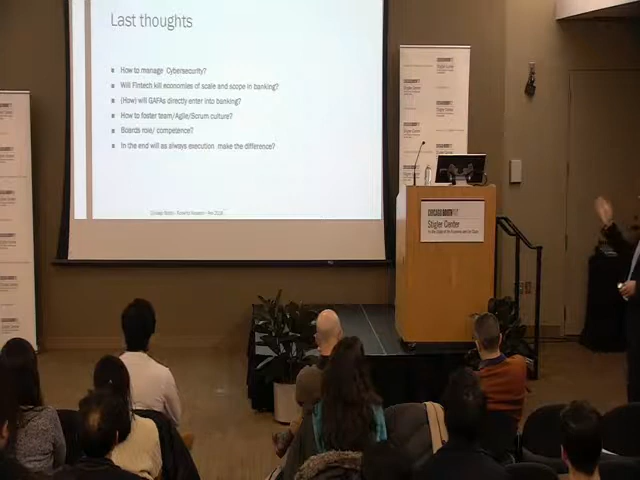 Last thoughts
How to manage Cybersecurity?
Will Fintech kill economies of scale and scope in banking?
(How) will GAFAs directly enter into banking?
How to foster team/Agile/Scrum culture?
Boards role/ competence?
In the end will as always execution make the difference?
CHICAGO BOOTH
Stigler Center